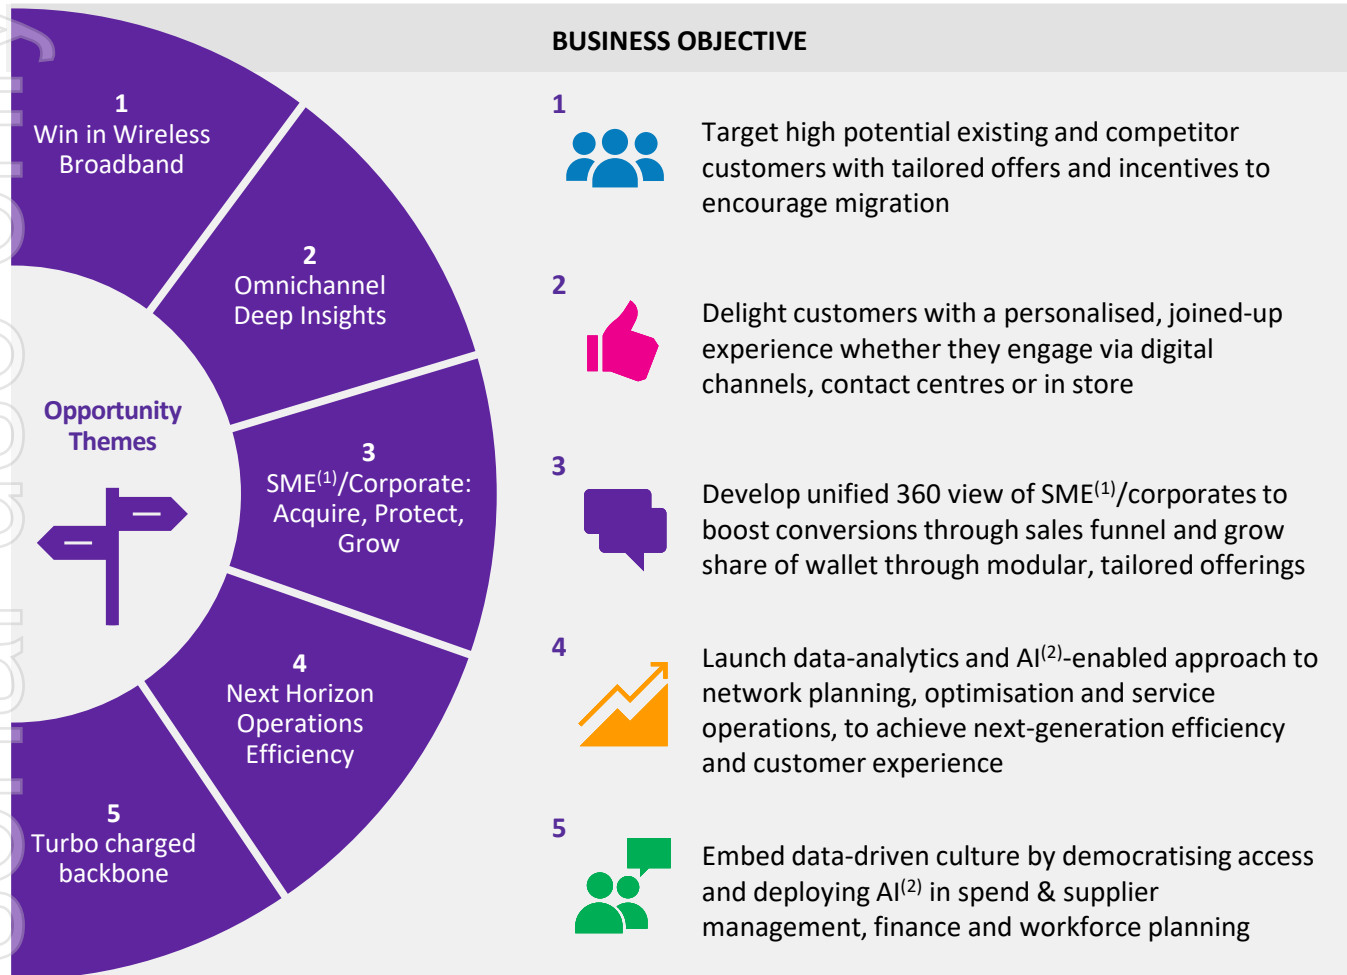 BUSINESS OBJECTIVE
1
Win in Wireless
Broadband
2
Omnichannel
Deep Insights
Opportunity
Themes
3
SME(1)/Corporate:
Acquire, Protect,
Grow
4
Next Horizon
Operations
Efficiency
5
Turbo charged
backbone
1
Target high potential existing and competitor
customers with tailored offers and incentives to
encourage migration
2
Delight customers with a personalised, joined-up
experience whether they engage via digital
channels, contact centres or in store
3
Develop unified 360 view of SME(1)/corporates to
boost conversions through sales funnel and grow
share of wallet through modular, tailored offerings
4
Launch data-analytics and AI(2)-enabled approach to
network planning, optimisation and service
operations, to achieve next-generation efficiency
and customer experience
5
Embed data-driven culture by democratising access
and deploying AI(2) in spend & supplier
management, finance and workforce planning